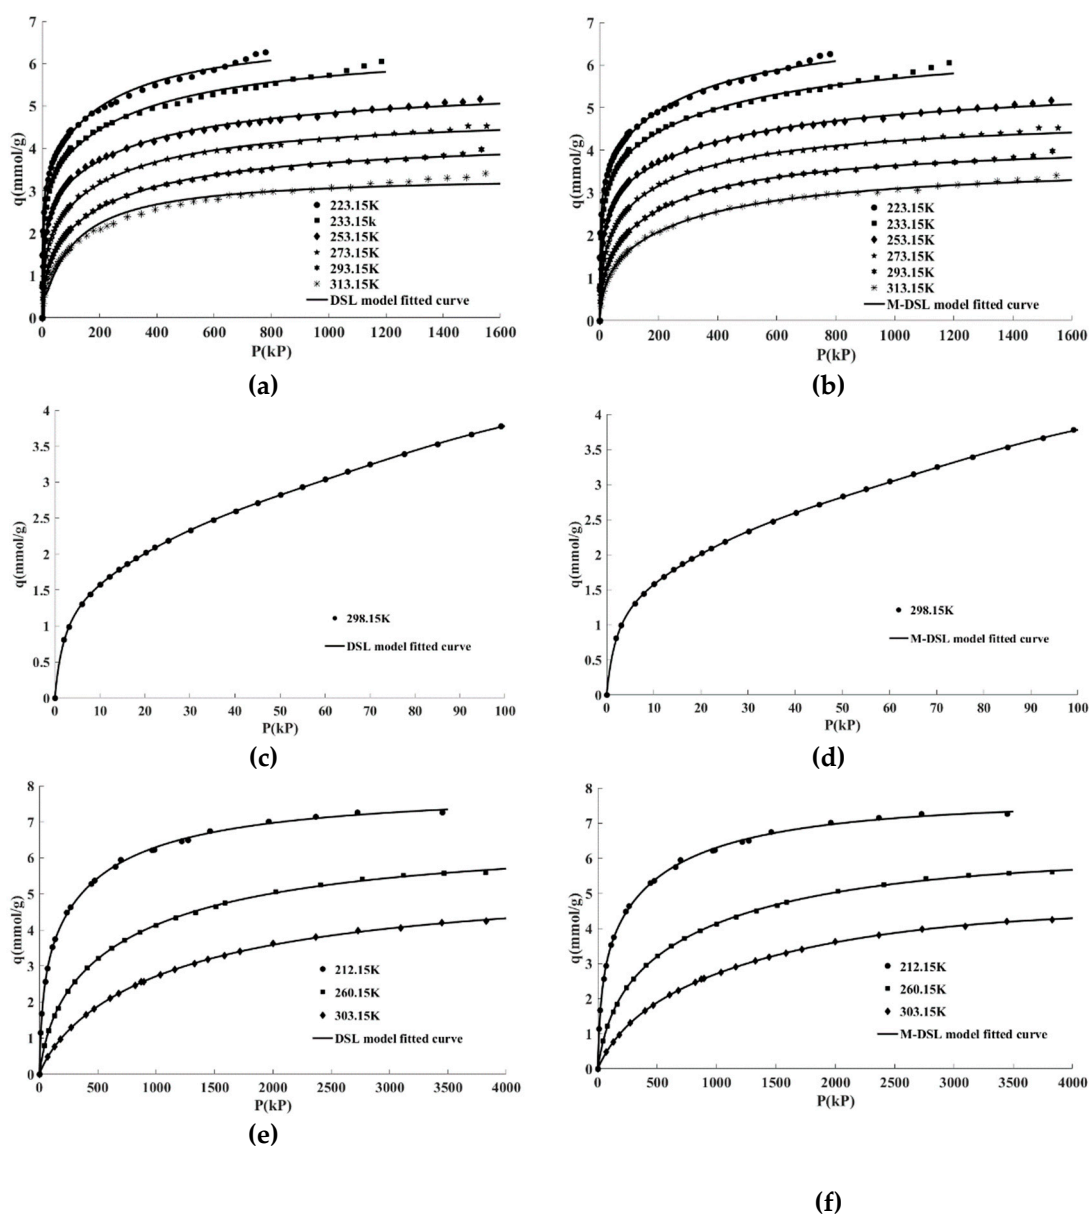 7
6
5
4
3
2
1
0
q(mmol/g)
223.15K
233.15k
253.15K
273.15K
293.15K
313.15K
DSL model fitted curve
0 200 400 600 800 1000 1200 1400 1600
P(kP)
(a)
7
6
5
4
3
2
1
0
q(mmol/g)
223.15K
233.15K
253.15K
273.15K
293.15K
313.15K
M-DSL model fitted curve
0 200 400 600 800 1000 1200 1400 1600
P(kP)
(b)
4
3.5
3
2.5
2
1.5
1
0.5
0
q(mmol/g)
298.15K
DSL model fitted curve
0 10 20 30 40 50 60 70 80 90 100
P(kP)
(c)
4
3.5
3
2.5
2
1.5
1
0.5
0
q(mmol/g)
298.15K
M-DSL model fitted curve
0 10 20 30 40 50 60 70 80 90 100
P(kP)
(d)
8
7
6
5
4
3
2
1
0
q(mmol/g)
212.15K
260.15K
303.15K
DSL model fitted curve
0 500 1000 1500 2000 2500 3000 3500 4000
P(kP)
(e)
8
7
6
5
4
3
2
1
0
q(mmol/g)
212.15K
260.15K
303.15K
M-DSL model fitted curve
0 500 1000 1500 2000 2500 3000 3500 4000
P(kP)
(f)